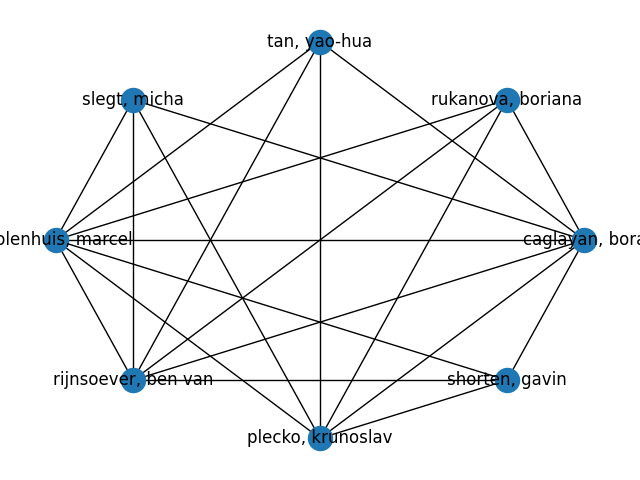 tan, yao-hua
slegt, micha
rukanova, boriana
olenhuis, marcel
caglayan, bora
rijnsoever, ben van
shorten, gavin
plecko, krunoslav